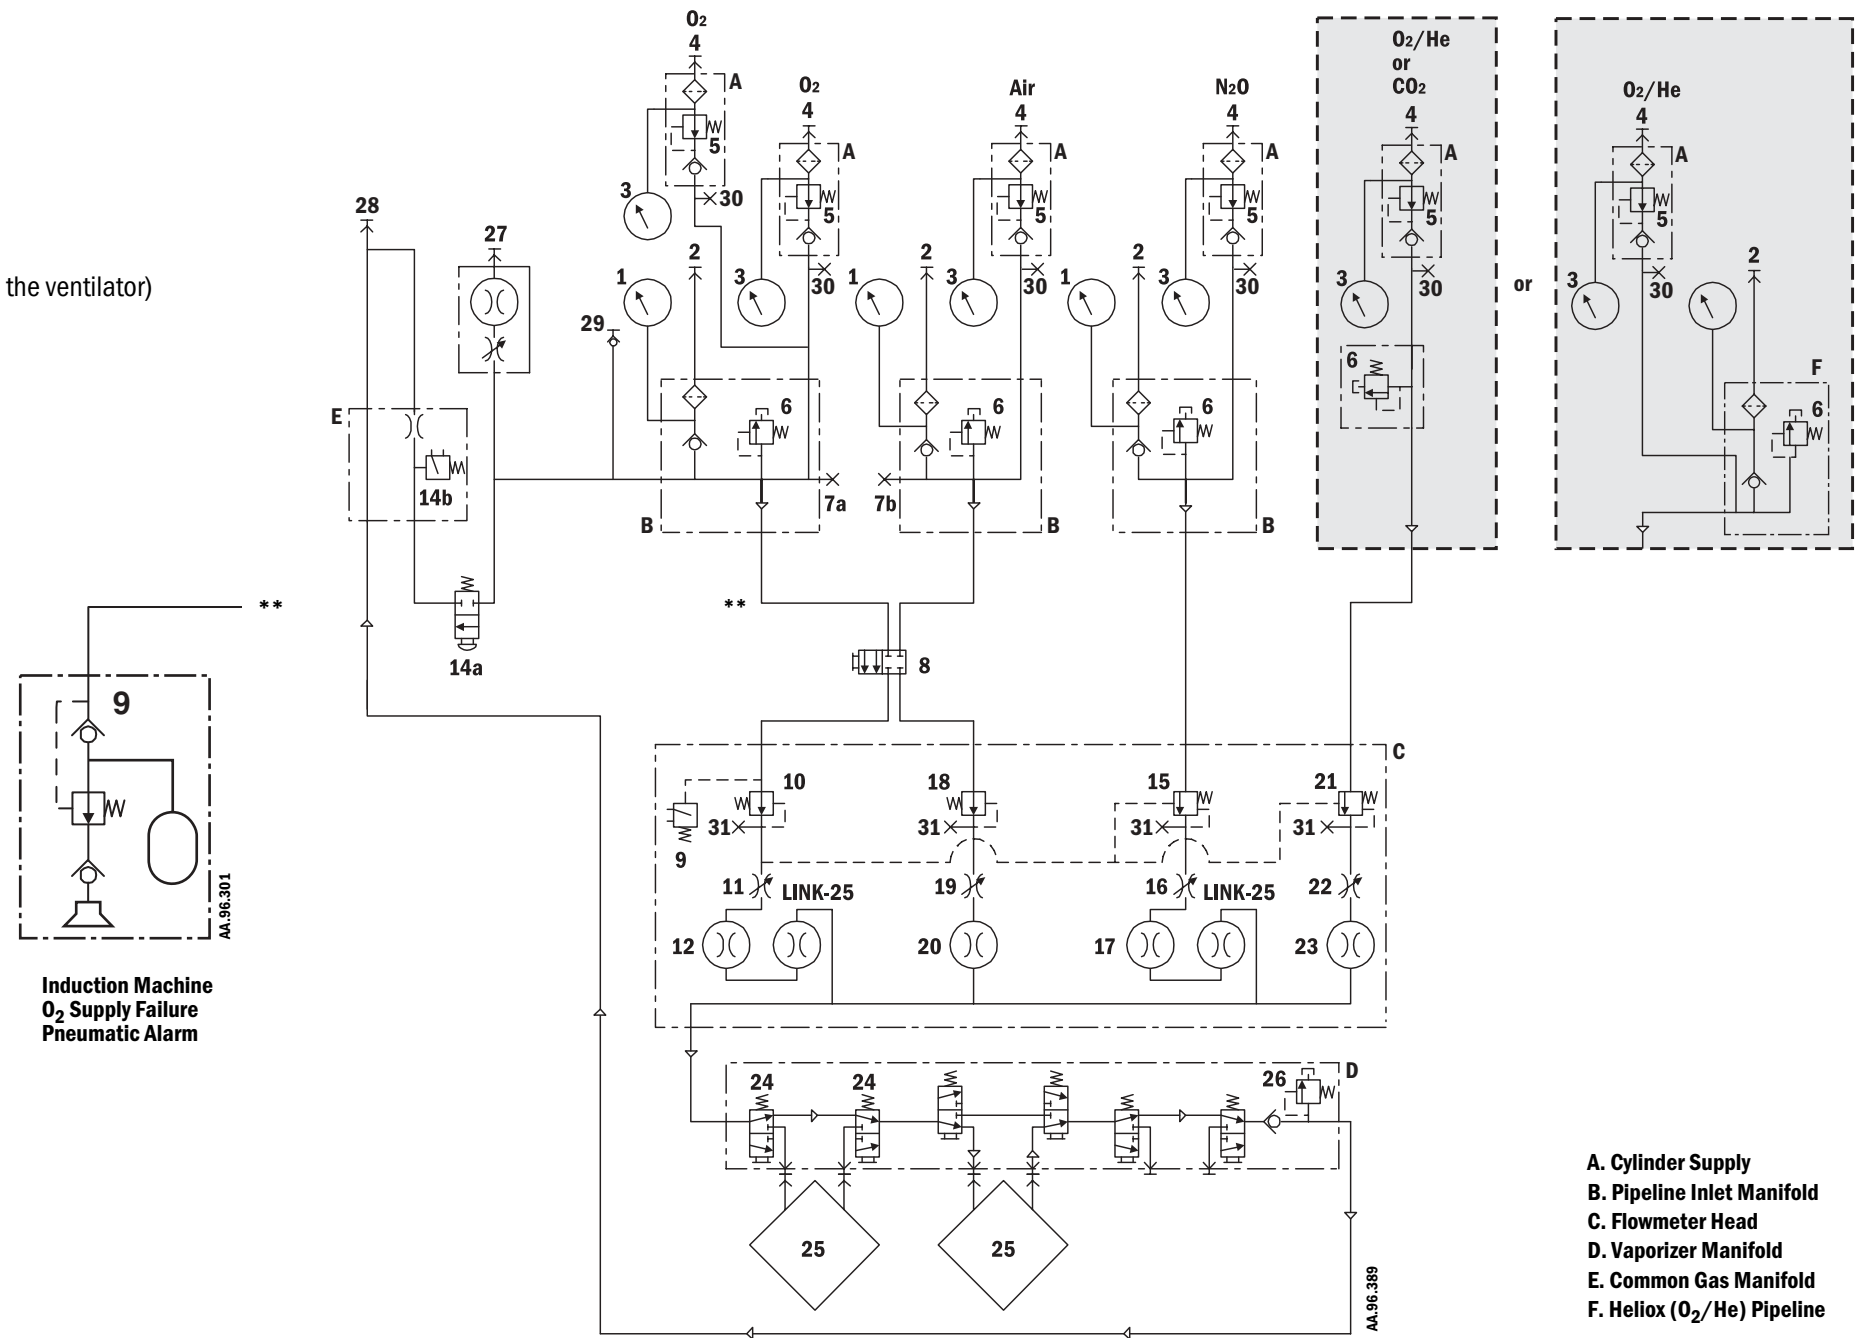 O2
4
A
5
3
30
O2
4
A
5
3
30
Air
4
A
5
3
30
N2O
4
A
5
3
30
O2/He
or
CO2
4
A
5
3
30
6
or
O2/He
4
A
5
3
30
2
F
6
28
27
the ventilator)
1
2
29
1
2
1
2
E
14b
6
7a
B
6
7b
B
6
B
**
**
14a
8
9
AA.96.301
Induction Machine
O2 Supply Failure
Pneumatic Alarm
C
10
18
15
21
31
31
31
31
9
11
LINK-25
19
16
LINK-25
22
12
20
17
23
24
24
26
D
25
25
AA.96.389
A. Cylinder Supply
B. Pipeline Inlet Manifold
C. Flowmeter Head
D. Vaporizer Manifold
E. Common Gas Manifold
F. Heliox (O2/He) Pipeline